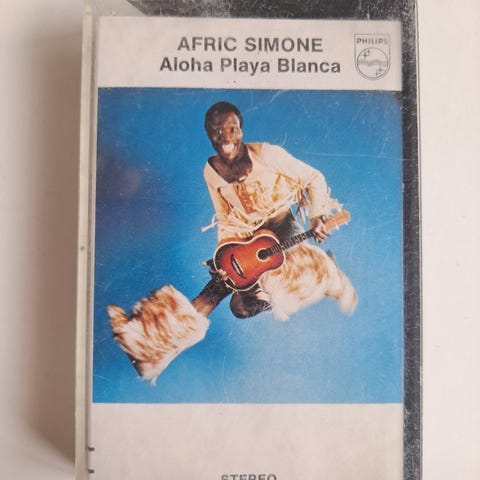 AFRIC SIMONE
Aloha Playa Blanca
PHILIPS
STEREO